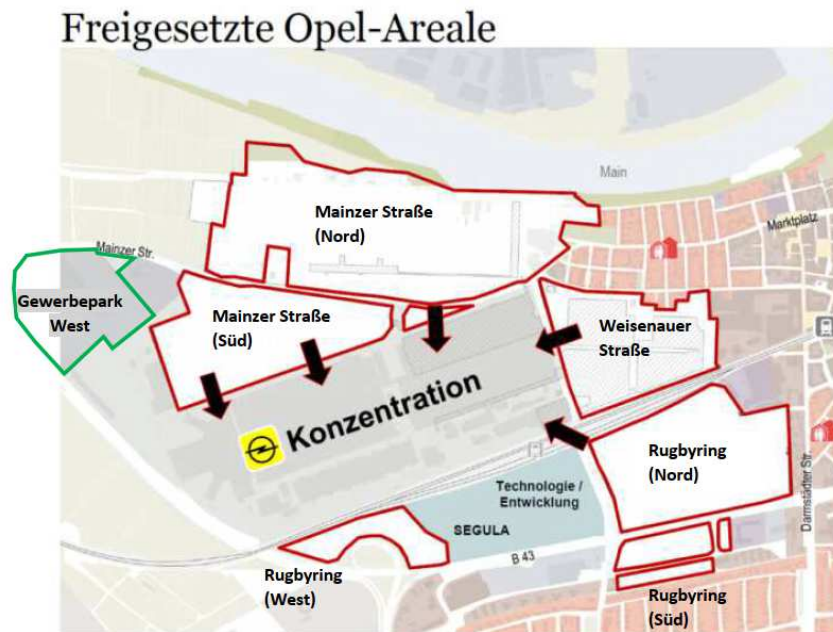 Freigesetzte Opel-Areale
Main
Mainzer Straße
(Nord)
Marktplatz
Mainzer Str.
Gewerbepark
West
Mainzer Straße
(Süd)
Weisenauer
Straße
Konzentration
Rugbyring
(Nord)
Darmstädter Str.
Technologie /
Entwicklung
SEGULA
B 43
Rugbyring
(West)
Rugbyring
(Süd)